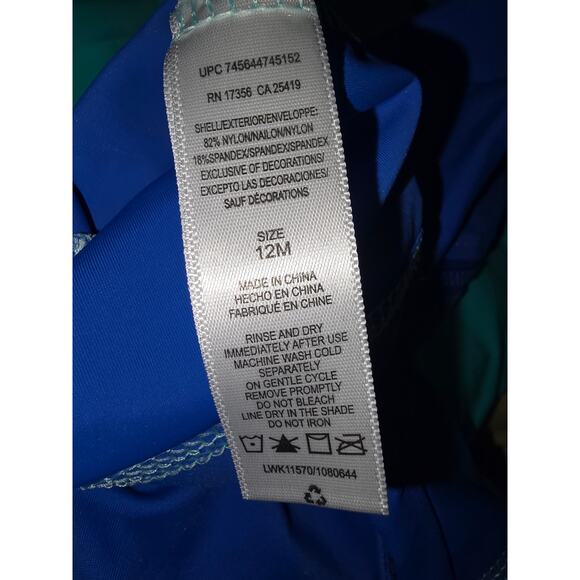 UPC 745644745152
RN 17356 CA 25419
SHELL/EXTERIOR/ENVELOPPE:
82% NYLON/NAILON/NYLON
18%SPANDEX/SPANDEX/SPANDEX
EXCLUSIVE OF DECORATIONS/
EXCEPTO LAS DECORACIONES/
SAUF DÉCORATIONS
SIZE
12M
MADE IN CHINA
HECHO EN CHINA
FABRIQUÉ EN CHINE
RINSE AND DRY
IMMEDIATELY AFTER USE
MACHINE WASH COLD
SEPARATELY
ON GENTLE CYCLE
REMOVE PROMPTLY
DO NOT BLEACH
LINE DRY IN THE SHADE
DO NOT IRON
LWK11570/1080644